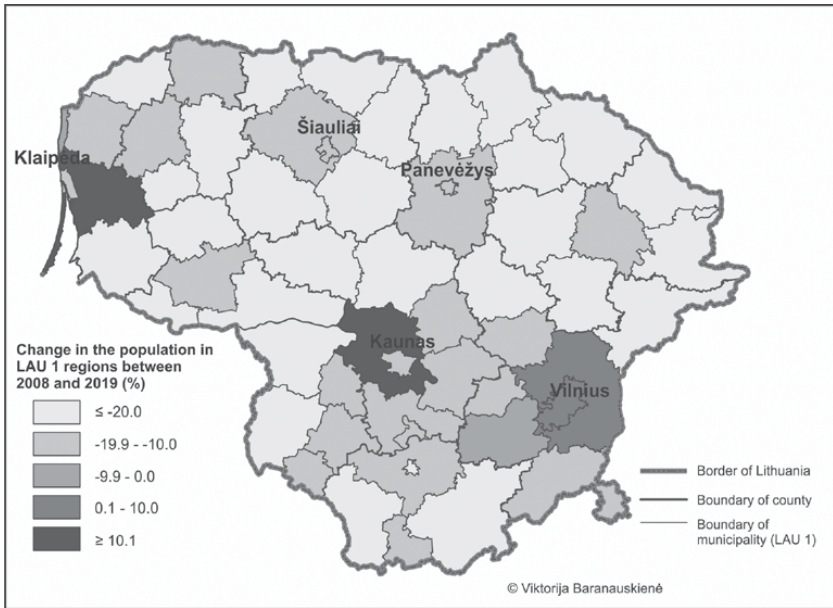 Šiauliai
Klaipėda
Panevėžys
Kaunas
Vilnius
Change in the population in
LAU 1 regions between
2008 and 2019 (%)
≤ -20.0
-19.9 - -10.0
-9.9 - 0.0
0.1 - 10.0
≥ 10.1
Border of Lithuania
Boundary of county
Boundary of
municipality (LAU 1)
© Viktorija Baranauskienė